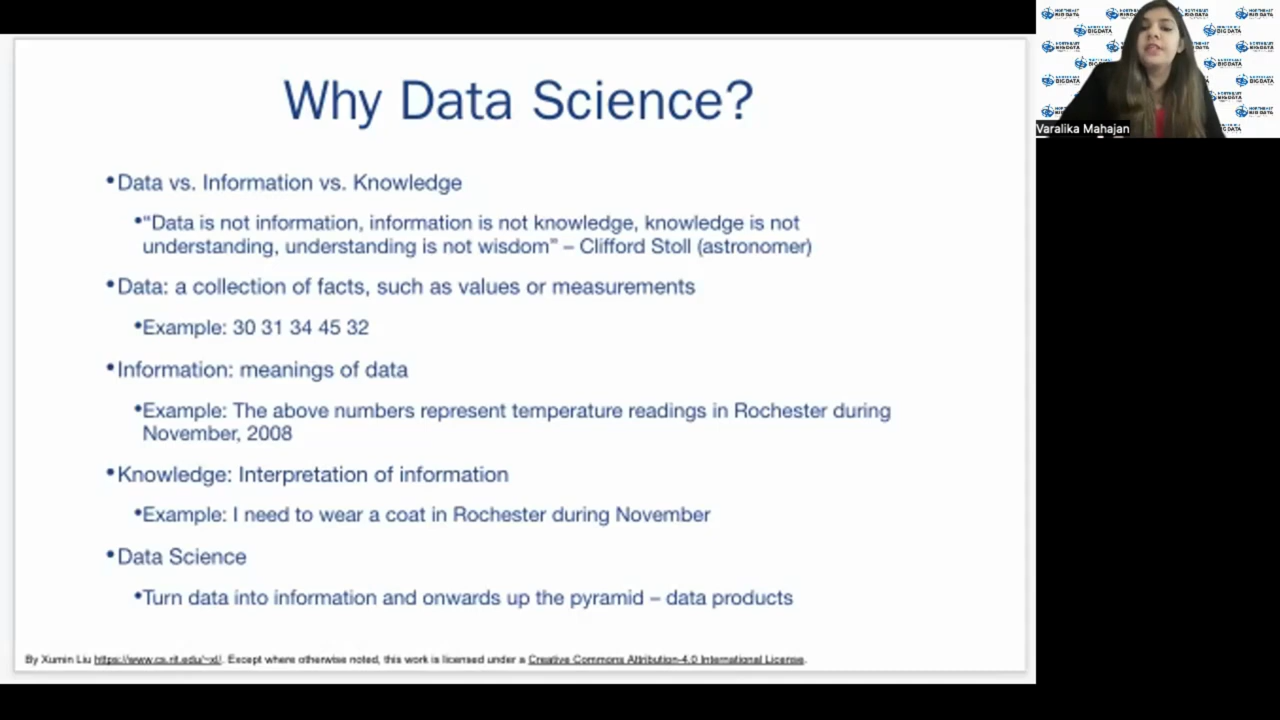 Why Data Science?
•Data vs. Information vs. Knowledge
•“Data is not information, information is not knowledge, knowledge is not
understanding, understanding is not wisdom” – Clifford Stoll (astronomer)
•Data: a collection of facts, such as values or measurements
•Example: 30 31 34 45 32
•Information: meanings of data
•Example: The above numbers represent temperature readings in Rochester during
November, 2008
•Knowledge: Interpretation of information
•Example: I need to wear a coat in Rochester during November
•Data Science
•Turn data into information and onwards up the pyramid – data products
By Xumin Liu https://www.cs.rit.edu/~xl/. Except where otherwise noted, this work is licensed under a Creative Commons Attribution-4.0 International License.
Varalika Mahajan
NORTHEAST
BIG DATA